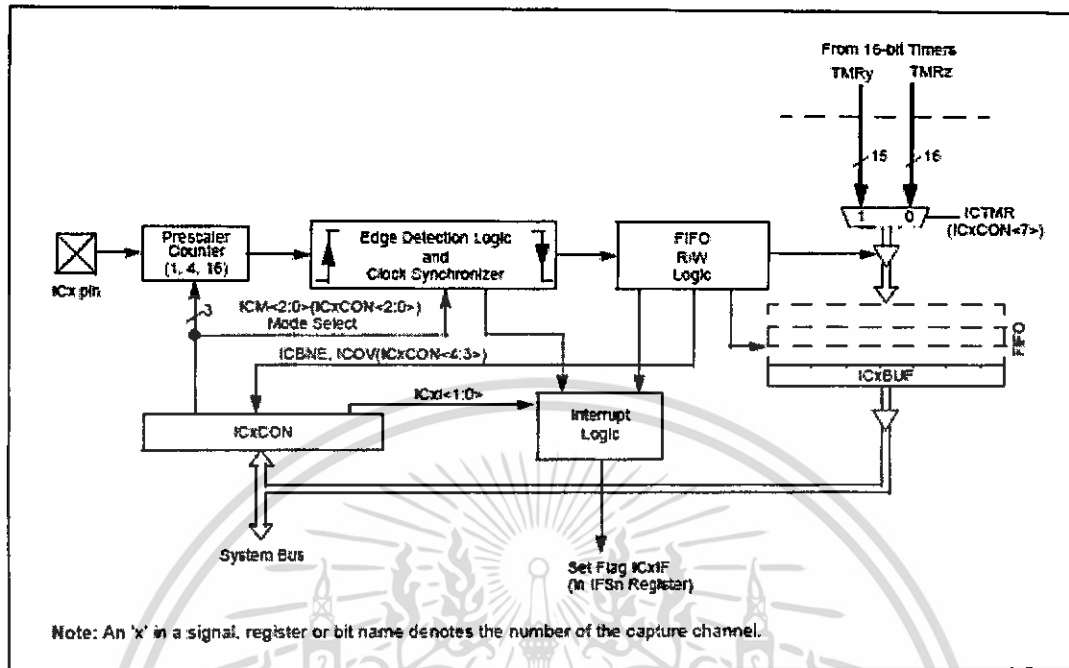 From 16-bit Timers
TMRy TMRz
16 16
1 0
ICTMR
(ICxCON<7>)
Prescaler
Counter
(1, 4, 16)
Edge Detection Logic
and
Clock Synchronizer
FIFO
R/W
Logic
ICx pin
3
ICM<2:0>(ICxCON<2:0>)
Mode Select
FIFO
ICBNE, ICOV(ICxCON<4:3>)
ICxBUF
ICxI<1:0>
Interrupt
Logic
ICxCON
System Bus
Set Flag ICxIF
(In IFSn Register)
Note: An 'x' in a signal, register or bit name denotes the number of the capture channel.